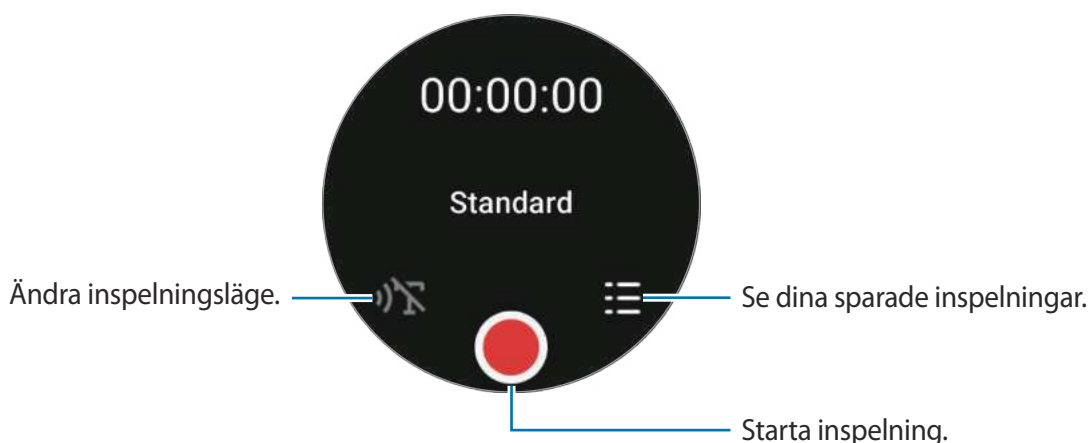 00:00:00
Standard
Ändra inspelningsläge.
Se dina sparade inspelningar.
Starta inspelning.